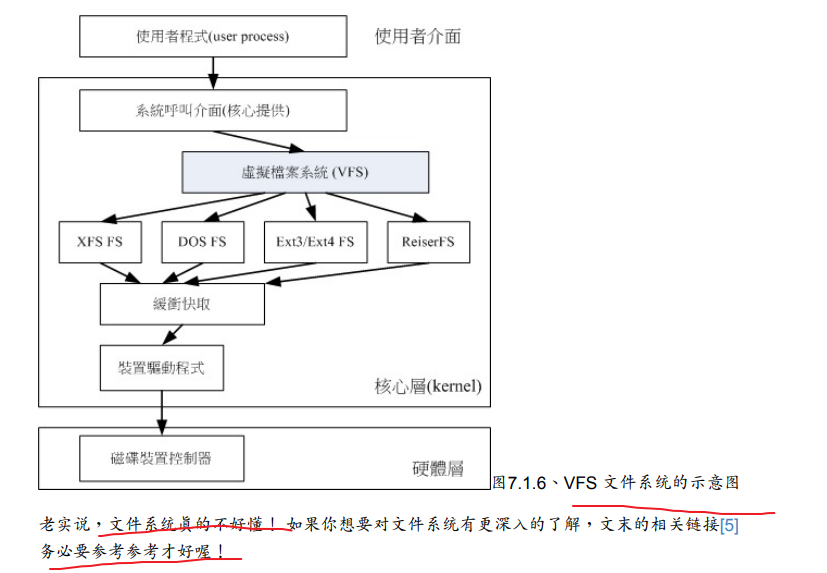 使用者程式(user process)
使用者介面
系統呼叫介面(核心提供)
虛擬檔案系統 (VFS)
XFS FS
DOS FS
Ext3/Ext4 FS
ReiserFS
緩衝快取
裝置驅動程式
核心層(kernel)
磁碟裝置控制器
硬體層
图7.1.6、VFS 文件系统的示意图
老实说，文件系统真的不好懂！ 如果你想要对文件系统有更深入的了解，文末的相关链接[5]
务必要参考参考才好喔！